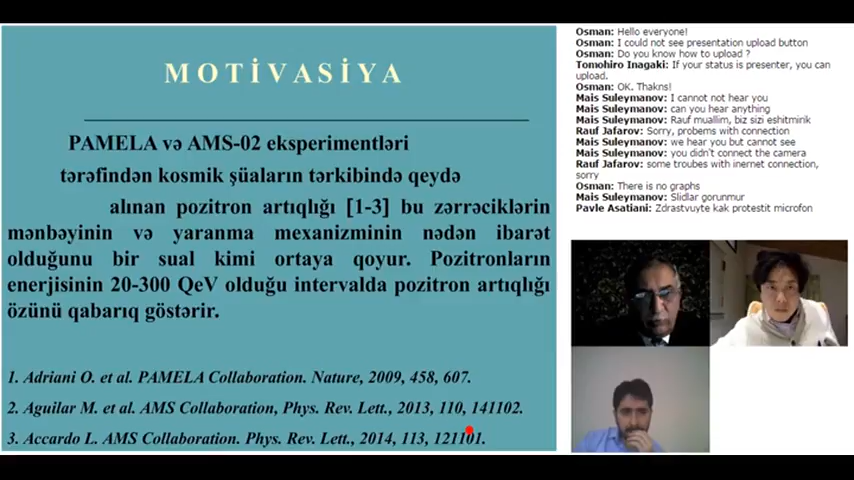 MOTİVASİYA
PAMELA və AMS-02 eksperimentləri
tərəfindən kosmik şüaların tərkibində qeydə
alınan pozitron artıqlığı [1-3] bu zərrəciklərin
mənbəyinin və yaranma mexanizminin nədən ibarət
olduğunu bir sual kimi ortaya qoyur. Pozitronların
enerjisinin 20-300 QeV olduğu intervalda pozitron artıqlığı
özünü qabarıq göstərir.
1. Adriani O. et al. PAMELA Collaboration. Nature, 2009, 458, 607.
2. Aguilar M. et al. AMS Collaboration, Phys. Rev. Lett., 2013, 110, 141102.
3. Accardo L. AMS Collaboration. Phys. Rev. Lett., 2014, 113, 121101.
Osman: Hello everyone!
Osman: I could not see presentation upload button
Osman: Do you know how to upload ?
Tomohiro Inagaki: If your status is presenter, you can
upload.
Osman: OK. Thakns!
Mais Suleymanov: I cannot not hear you
Mais Suleymanov: can you hear anything
Mais Suleymanov: Rauf muallim, biz sizi eshitmirik
Rauf Jafarov: Sorry, probems with connection
Mais Suleymanov: we hear you but cannot see
Mais Suleymanov: you didn't connect the camera
Rauf Jafarov: some troubes with inernet connection,
sorry
Osman: There is no graphs
Mais Suleymanov: Slidlar gorunmur
Pavle Asatiani: Zdrastvuyte kak protestit microfon